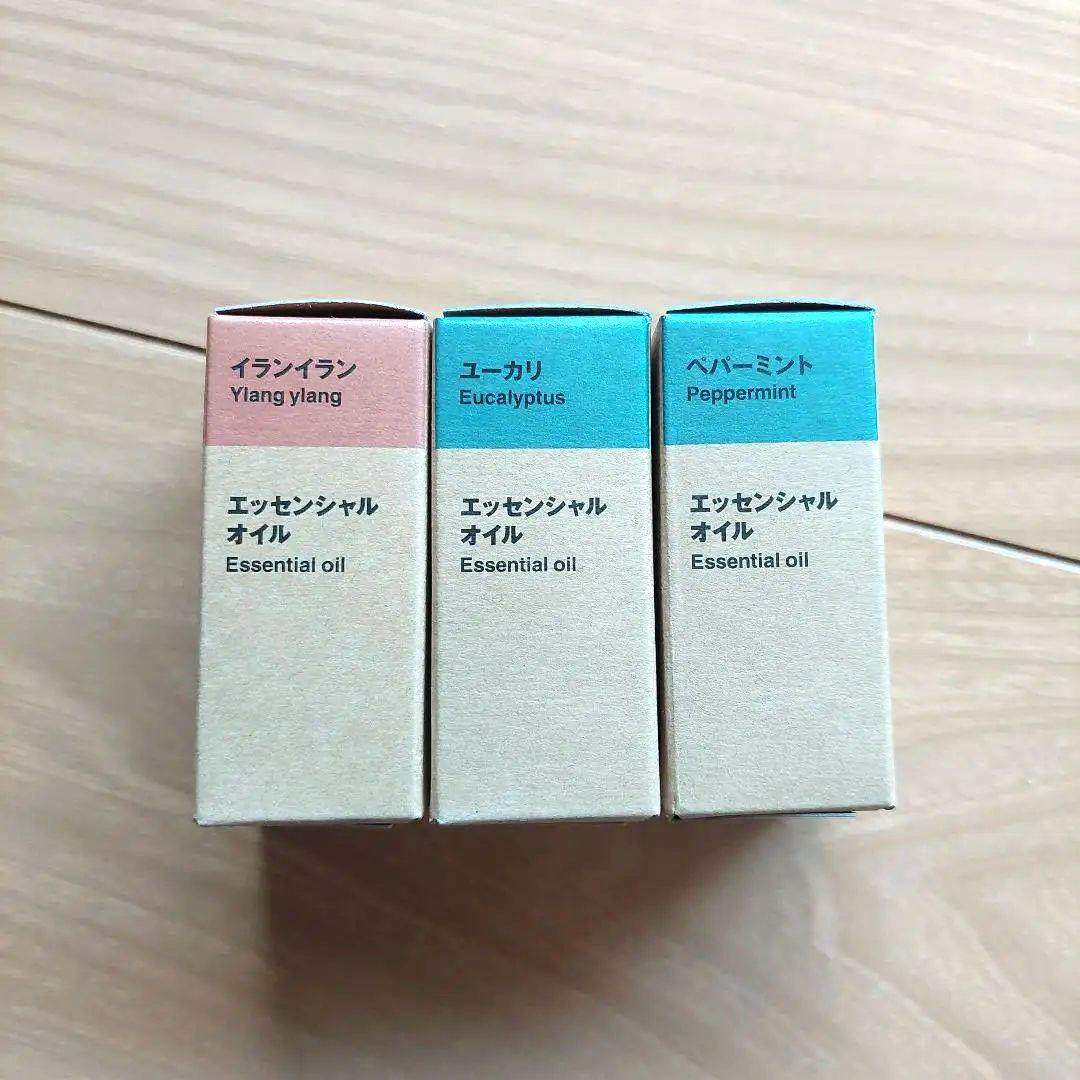 イランイラン
Ylang ylang
エッセンシャル
オイル
Essential oil
ユーカリ
Eucalyptus
エッセンシャル
オイル
Essential oil
ペパーミント
Peppermint
エッセンシャル
オイル
Essential oil